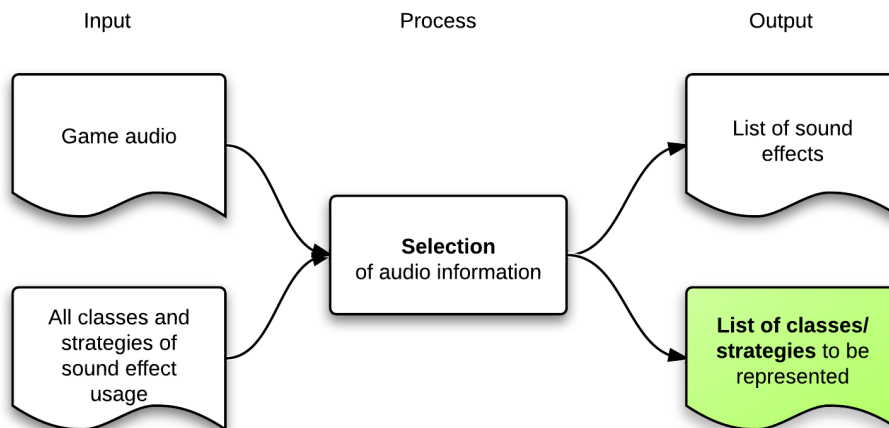 Input
Process
Output
Game audio
All classes and
strategies of
sound effect
usage
Selection
of audio information
List of sound
effects
List of classes/
strategies to be
represented